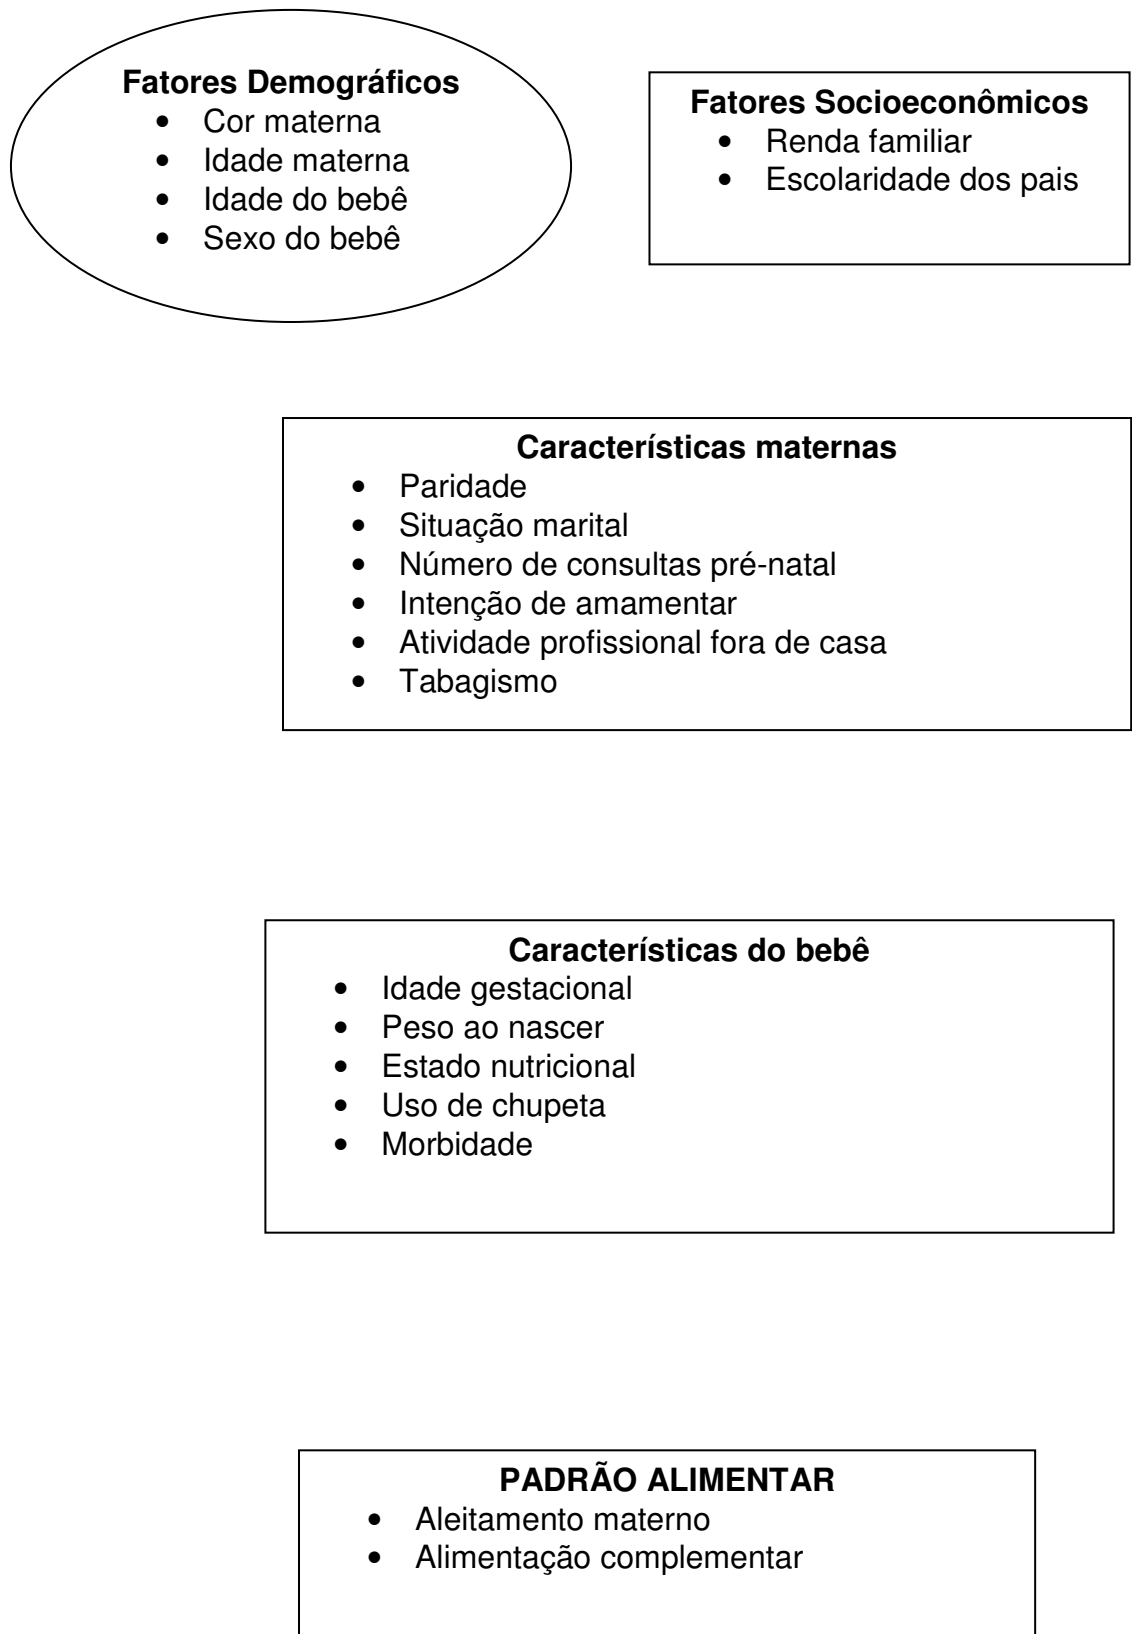 Fatores Demográficos
• Cor materna
• Idade materna
• Idade do bebê
• Sexo do bebê
Fatores Socioeconômicos
• Renda familiar
• Escolaridade dos pais
Características maternas
• Paridade
• Situação marital
• Número de consultas pré-natal
• Intenção de amamentar
• Atividade profissional fora de casa
• Tabagismo
Características do bebê
• Idade gestacional
• Peso ao nascer
• Estado nutricional
• Uso de chupeta
• Morbidade
PADRÃO ALIMENTAR
• Aleitamento materno
• Alimentação complementar